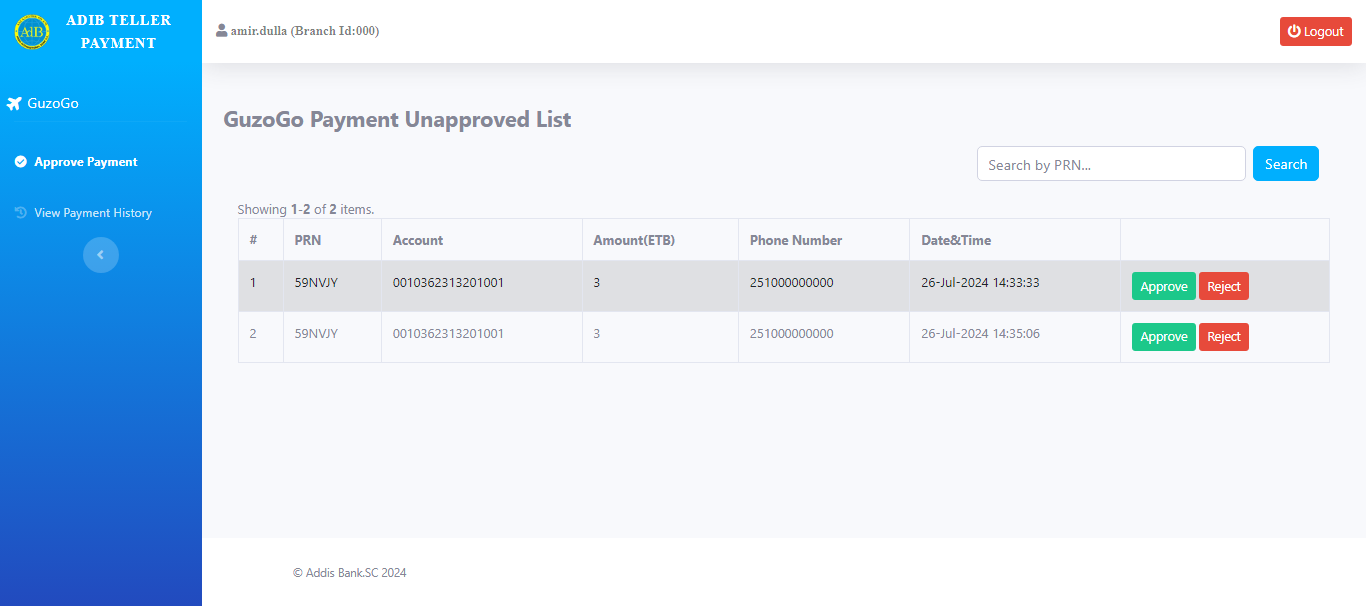 AdB
ADIB TELLER
PAYMENT
amir.dulla (Branch Id:000)
Logout
GuzoGo
Approve Payment
View Payment History
GuzoGo Payment Unapproved List
Search by PRN...
Search
Showing 1-2 of 2 items.
# PRN Account Amount(ETB) Phone Number Date&Time
1 59NVJY 0010362313201001 3 251000000000 26-Jul-2024 14:33:33 Approve Reject
2 59NVJY 0010362313201001 3 251000000000 26-Jul-2024 14:35:06 Approve Reject
© Addis Bank.SC 2024